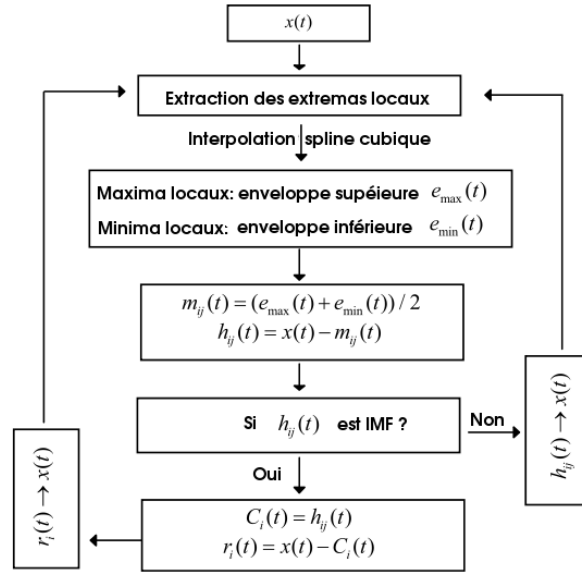 x(t)
Extraction des extremas locaux
Interpolation spline cubique
Maxima locaux: enveloppe supéieure e_max(t)
Minima locaux: enveloppe inférieure e_min(t)
m_ij(t) = (e_max(t) + e_min(t)) / 2
h_ij(t) = x(t) − m_ij(t)
Si h_ij(t) est IMF ?
Non
h_ij(t) → x(t)
Oui
C_i(t) = h_ij(t)
r_i(t) = x(t) − C_i(t)
r_i(t) → x(t)